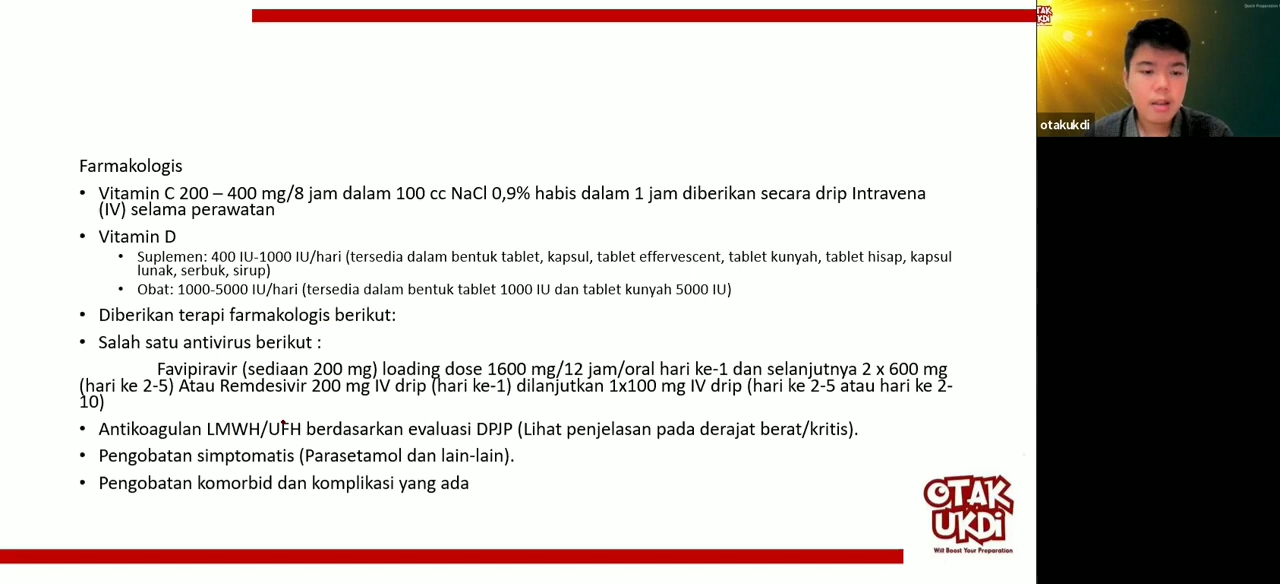 Farmakologis
• Vitamin C 200 – 400 mg/8 jam dalam 100 cc NaCl 0,9% habis dalam 1 jam diberikan secara drip Intravena
(IV) selama perawatan
• Vitamin D
• Suplemen: 400 IU-1000 IU/hari (tersedia dalam bentuk tablet, kapsul, tablet effervescent, tablet kunyah, tablet hisap, kapsul
lunak, serbuk, sirup)
• Obat: 1000-5000 IU/hari (tersedia dalam bentuk tablet 1000 IU dan tablet kunyah 5000 IU)
• Diberikan terapi farmakologis berikut:
• Salah satu antivirus berikut :
Favipiravir (sediaan 200 mg) loading dose 1600 mg/12 jam/oral hari ke-1 dan selanjutnya 2 x 600 mg
(hari ke 2-5) Atau Remdesivir 200 mg IV drip (hari ke-1) dilanjutkan 1x100 mg IV drip (hari ke 2-5 atau hari ke 2-
10)
• Antikoagulan LMWH/UFH berdasarkan evaluasi DPJP (Lihat penjelasan pada derajat berat/kritis).
• Pengobatan simptomatis (Parasetamol dan lain-lain).
• Pengobatan komorbid dan komplikasi yang ada
OTAK
UKDi
Will Boost Your Preparation
OTAK
UKDi
otakukdi